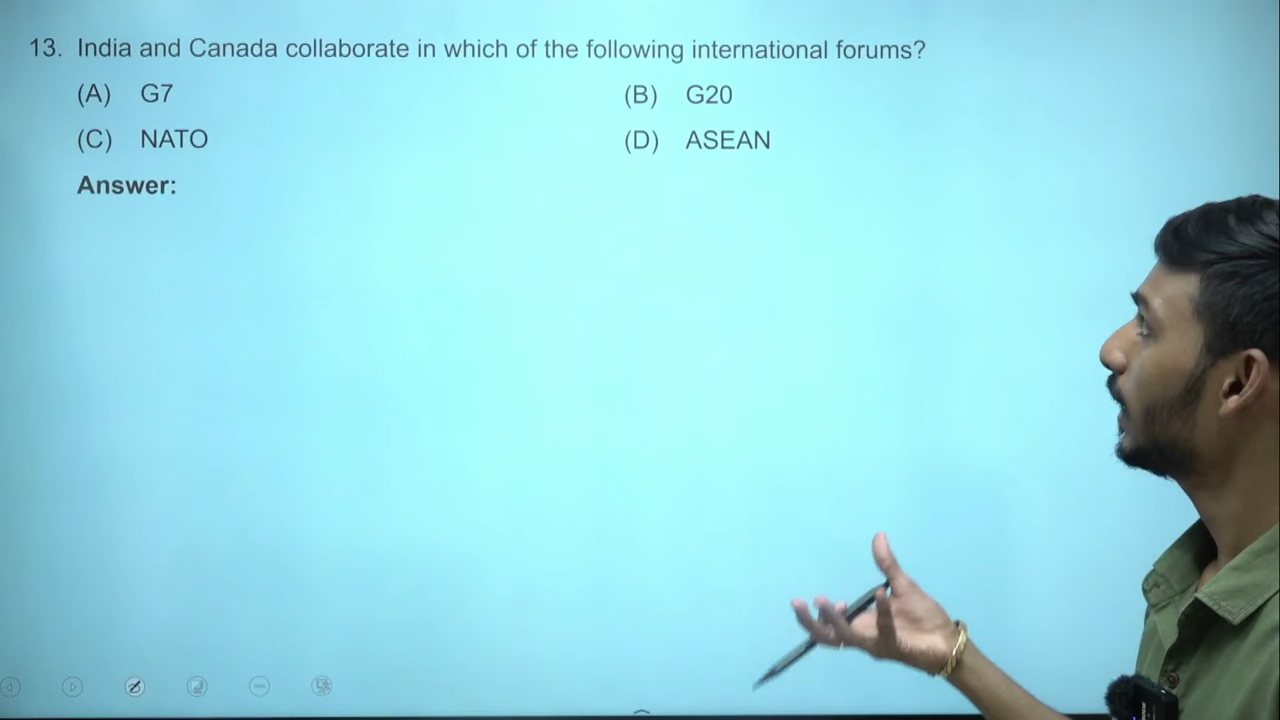 13. India and Canada collaborate in which of the following international forums?
(A) G7 (B) G20
(C) NATO (D) ASEAN
Answer: